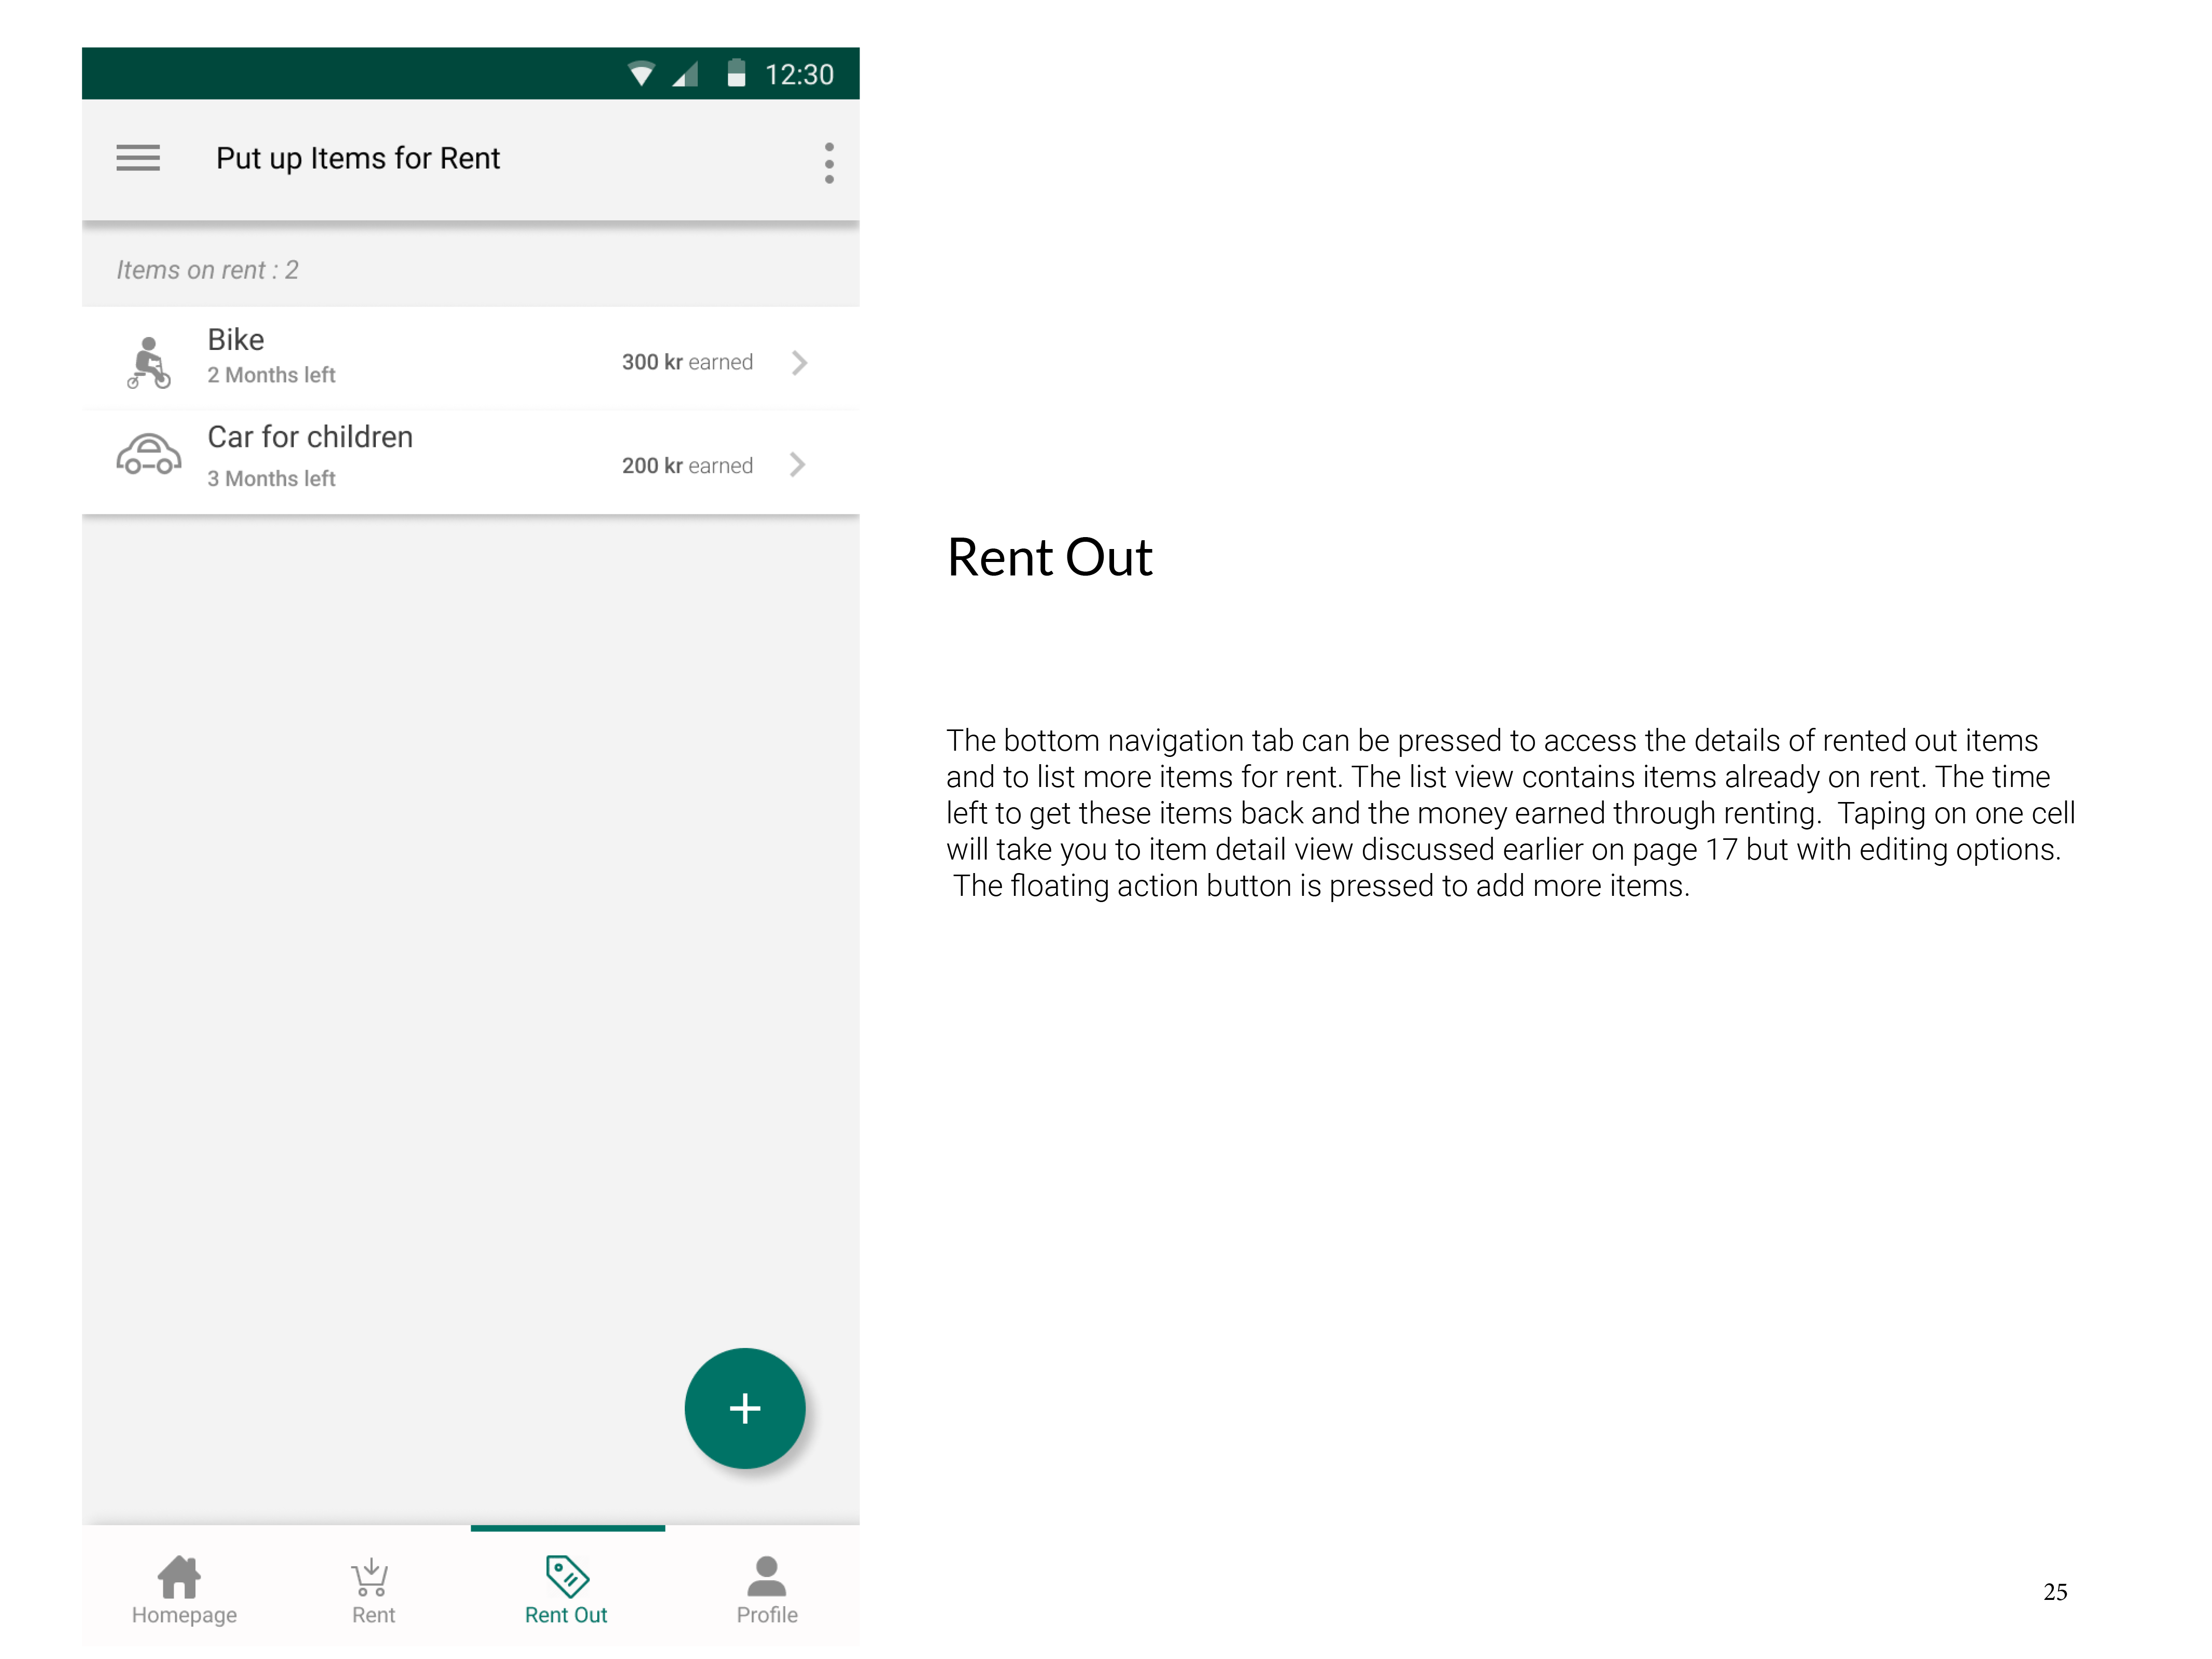 12:30
Put up Items for Rent
Items on rent : 2
Bike
2 Months left
300 kr earned
Car for children
3 Months left
200 kr earned
Rent Out
The bottom navigation tab can be pressed to access the details of rented out items
and to list more items for rent. The list view contains items already on rent. The time
left to get these items back and the money earned through renting.  Taping on one cell
will take you to item detail view discussed earlier on page 17 but with editing options.
The floating action button is pressed to add more items.
+
Homepage
Rent
Rent Out
Profile
25